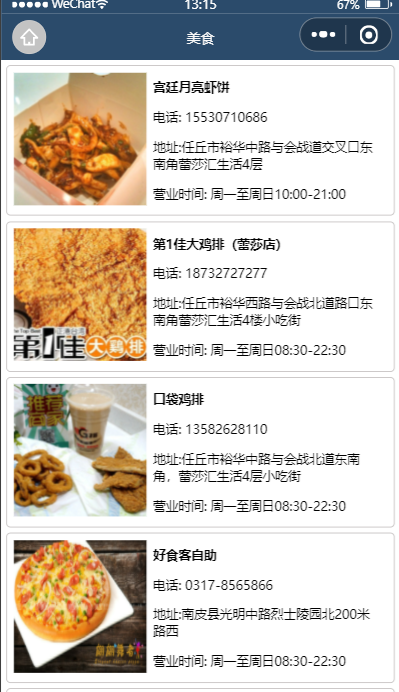 WeChat
13:15
67%
美食
宫廷月亮虾饼
电话: 15530710686
地址:任丘市裕华中路与会战道交叉口东
南角蕾莎汇生活4层
营业时间: 周一至周日10:00-21:00
第1佳大鸡排（蕾莎店）
电话: 18732727277
地址:任丘市裕华西路与会战北道路口东
南角蕾莎汇生活4楼小吃街
营业时间: 周一至周日08:30-22:30
第1佳
大鷄排
口袋鸡排
电话: 13582628110
地址:任丘市裕华中路与会战北道东南
角，蕾莎汇生活4层小吃街
营业时间: 周一至周日08:30-22:30
好食客自助
电话: 0317-8565866
地址:南皮县光明中路烈士陵园北200米
路西
营业时间: 周一至周日08:30-22:30